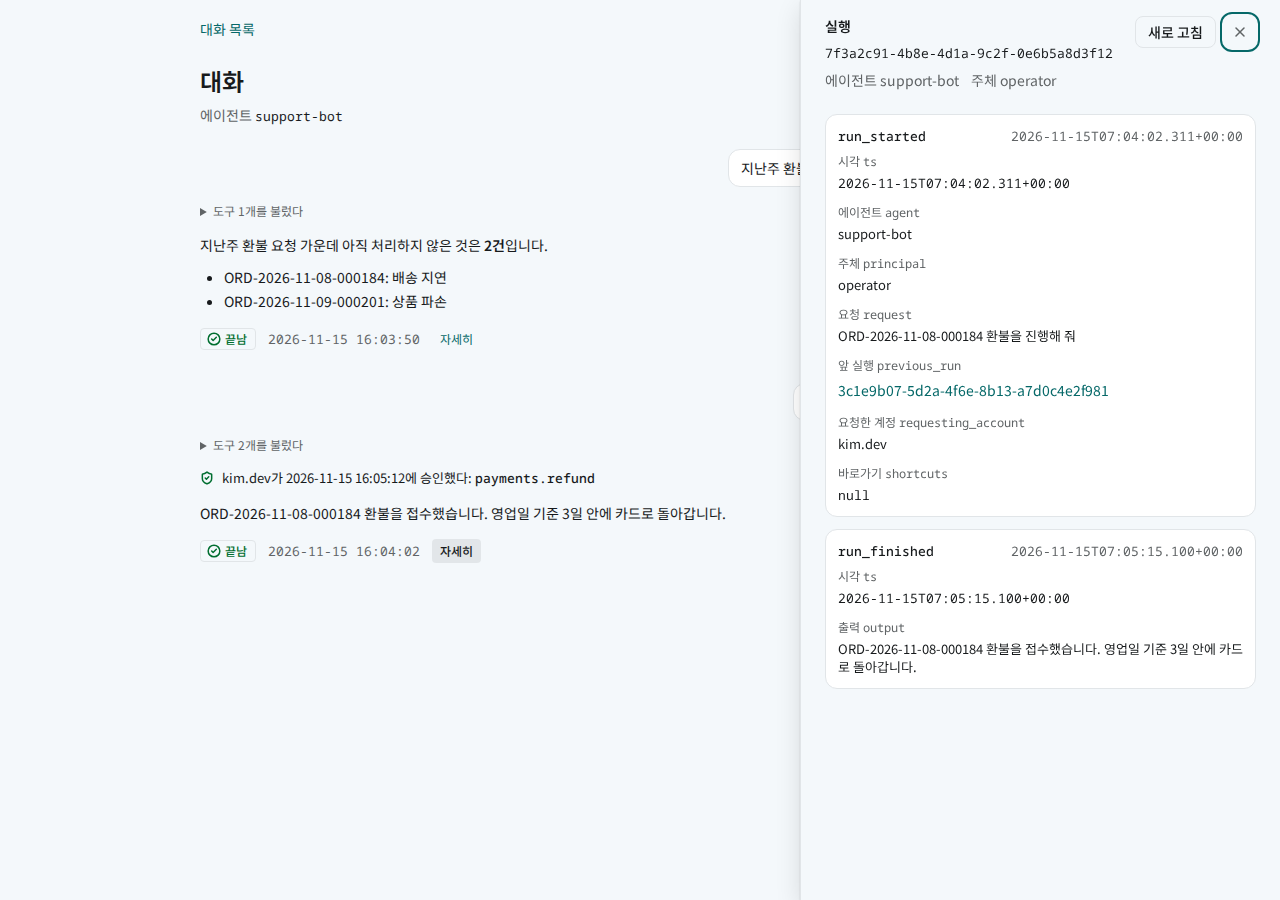 대화 목록
대화
에이전트 support-bot
지난주 환불
▶ 도구 1개를 불렀다
지난주 환불 요청 가운데 아직 처리하지 않은 것은 2건입니다.
• ORD-2026-11-08-000184: 배송 지연
• ORD-2026-11-09-000201: 상품 파손
끝남 2026-11-15 16:03:50 자세히
▶ 도구 2개를 불렀다
kim.dev가 2026-11-15 16:05:12에 승인했다: payments.refund
ORD-2026-11-08-000184 환불을 접수했습니다. 영업일 기준 3일 안에 카드로 돌아갑니다.
끝남 2026-11-15 16:04:02 자세히
실행
새로 고침
7f3a2c91-4b8e-4d1a-9c2f-0e6b5a8d3f12
에이전트 support-bot 주체 operator
run_started 2026-11-15T07:04:02.311+00:00
시각 ts
2026-11-15T07:04:02.311+00:00
에이전트 agent
support-bot
주체 principal
operator
요청 request
ORD-2026-11-08-000184 환불을 진행해 줘
앞 실행 previous_run
3c1e9b07-5d2a-4f6e-8b13-a7d0c4e2f981
요청한 계정 requesting_account
kim.dev
바로가기 shortcuts
null
run_finished 2026-11-15T07:05:15.100+00:00
시각 ts
2026-11-15T07:05:15.100+00:00
출력 output
ORD-2026-11-08-000184 환불을 접수했습니다. 영업일 기준 3일 안에 카드
로 돌아갑니다.